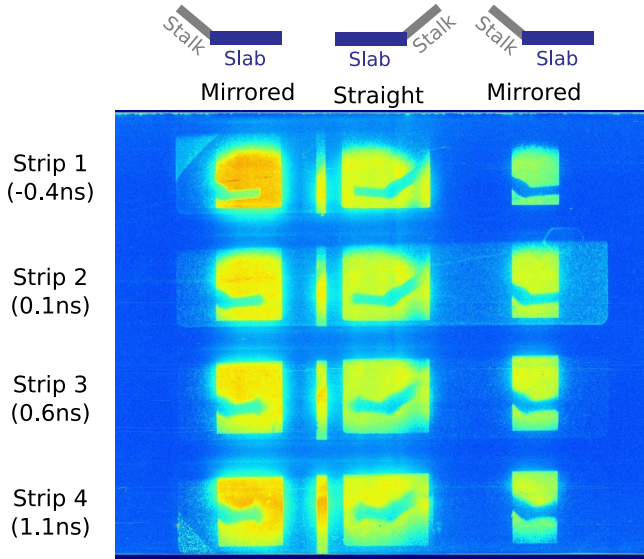 Stalk Slab
Slab Stalk
Stalk Slab
Mirrored Straight Mirrored
Strip 1
(-0.4ns)
Strip 2
(0.1ns)
Strip 3
(0.6ns)
Strip 4
(1.1ns)